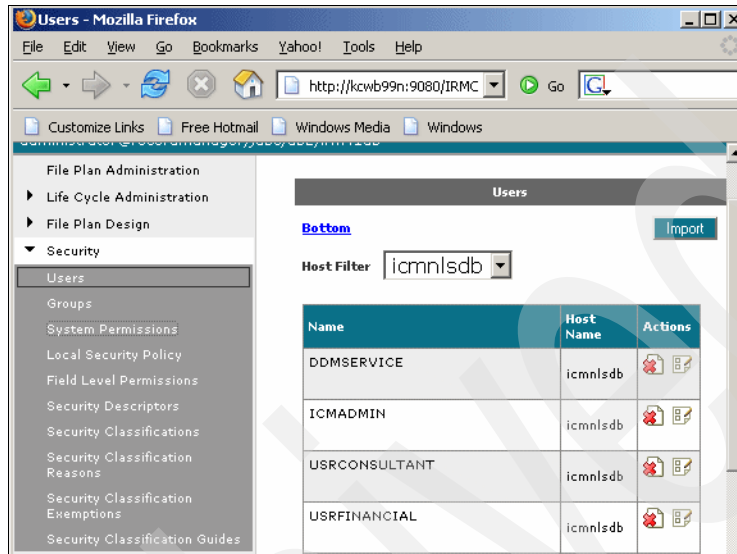 Users - Mozilla Firefox
File Edit View Go Bookmarks Yahoo! Tools Help
http://kcwb99n:9080/IRMC Go G
Customize Links Free Hotmail Windows Media Windows
File Plan Administration
Life Cycle Administration
File Plan Design
Security
Users
Groups
System Permissions
Local Security Policy
Field Level Permissions
Security Descriptors
Security Classifications
Security Classification
Reasons
Security Classification
Exemptions
Security Classification Guides
Users
Bottom Import
Host Filter icmnlsdb
Name Host Name Actions
DDMSERVICE icmnlsdb
ICMADMIN icmnlsdb
USRCONSULTANT icmnlsdb
USRFINANCIAL icmnlsdb